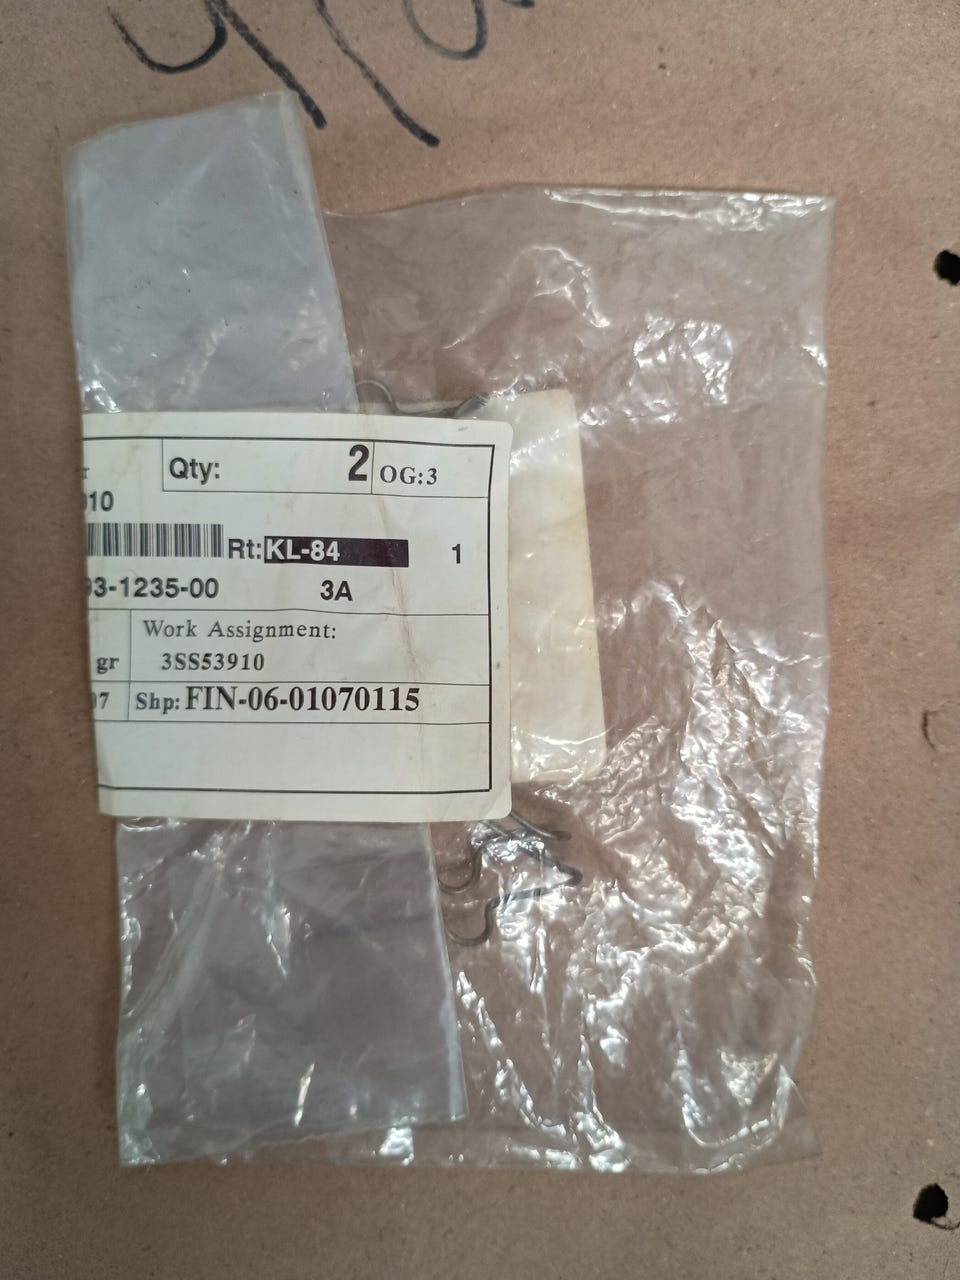 Qty: 2 OG:3
010
Rt: KL-84 1
93-1235-00 3A
Work Assignment:
gr 3SS53910
07 Shp: FIN-06-01070115